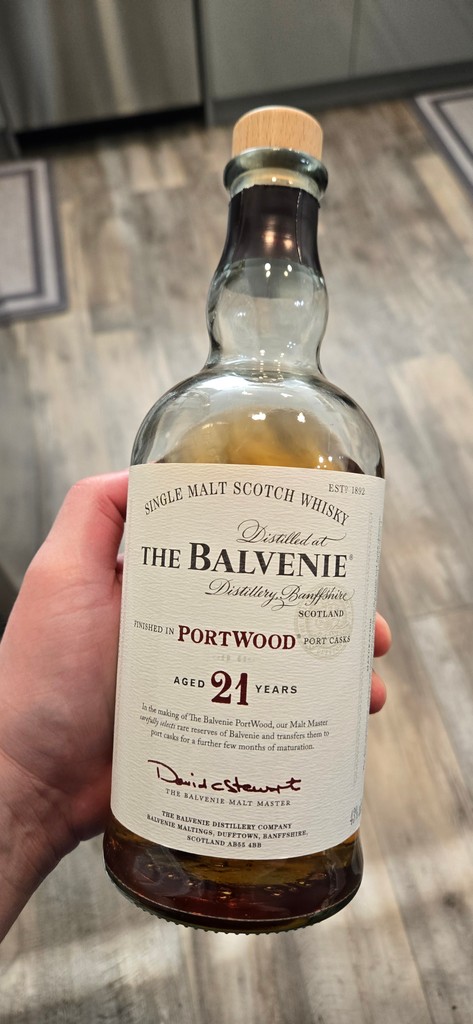 ESTD 1892
SINGLE MALT SCOTCH WHISKY
Distilled at
THE BALVENIE®
Distillery, Banffshire
SCOTLAND
FINISHED IN PORTWOOD® PORT CASKS
AGED 21 YEARS
In the making of The Balvenie PortWood, our Malt Master
carefully selects rare reserves of Balvenie and transfers them to
port casks for a further few months of maturation.
David C Stewart
THE BALVENIE MALT MASTER
THE BALVENIE DISTILLERY COMPANY
BALVENIE MALTINGS, DUFFTOWN, BANFFSHIRE,
SCOTLAND AB55 4BB